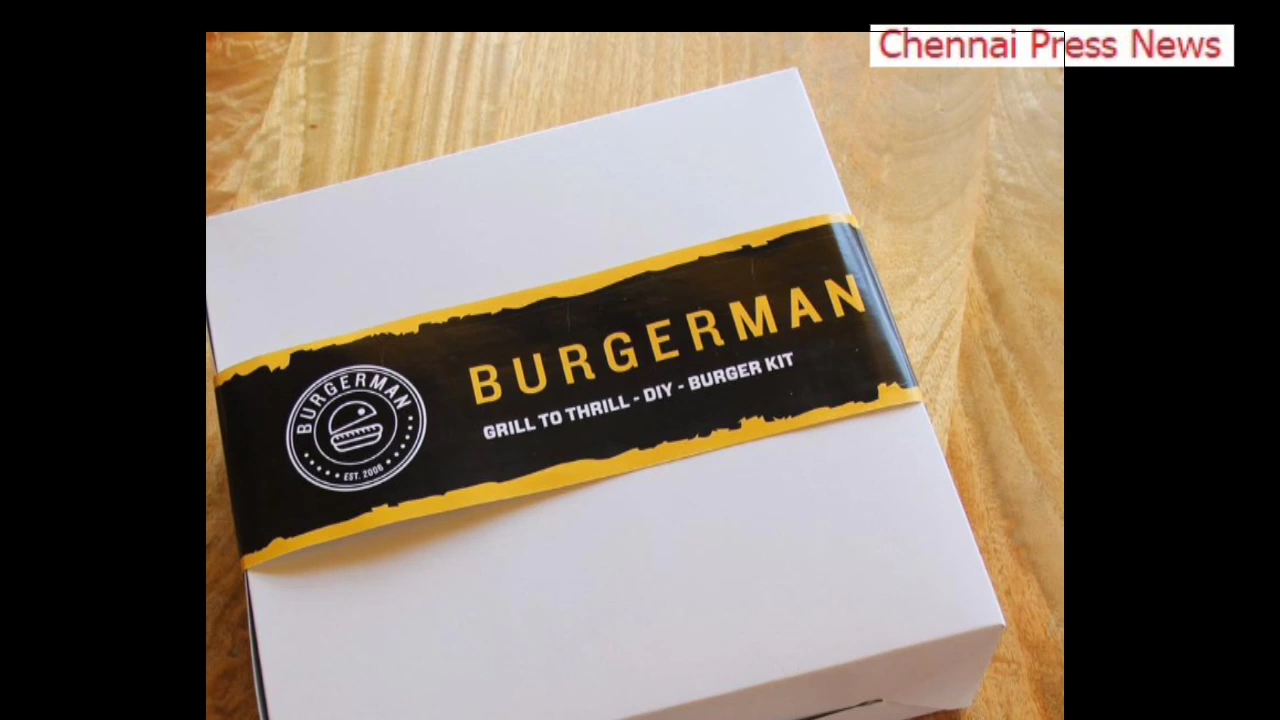 Chennai Press News
BURGERMAN
GRILL TO THRILL - DIY - BURGER KIT
BURGERMAN
EST. 2006